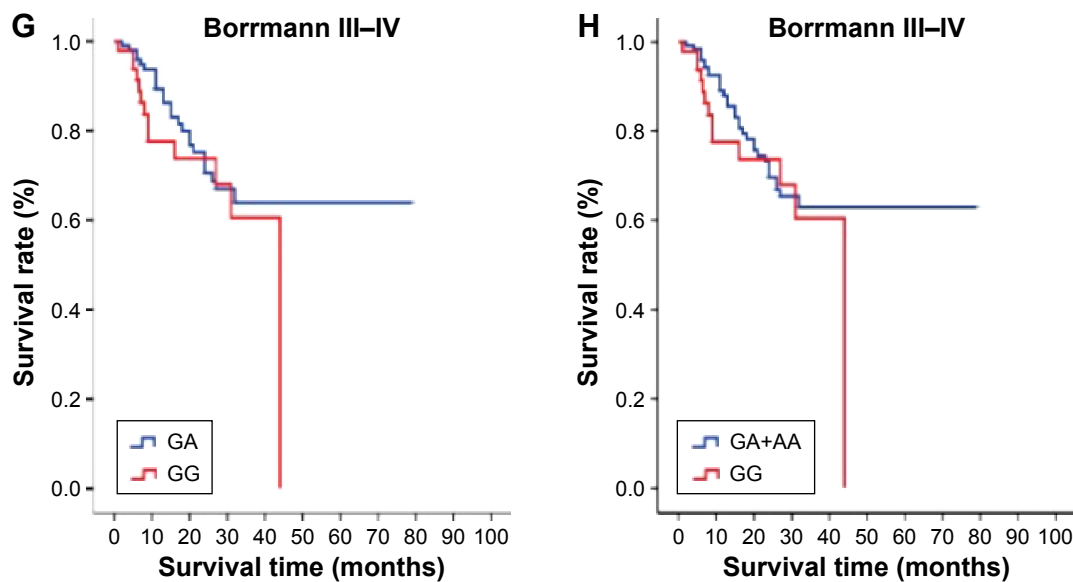 G
Borrmann III–IV
Survival rate (%)
1.0
0.8
0.6
0.4
0.2
0.0
GA
GG
0 10 20 30 40 50 60 70 80 90 100
Survival time (months)
H
Borrmann III–IV
Survival rate (%)
1.0
0.8
0.6
0.4
0.2
0.0
GA+AA
GG
0 10 20 30 40 50 60 70 80 90 100
Survival time (months)